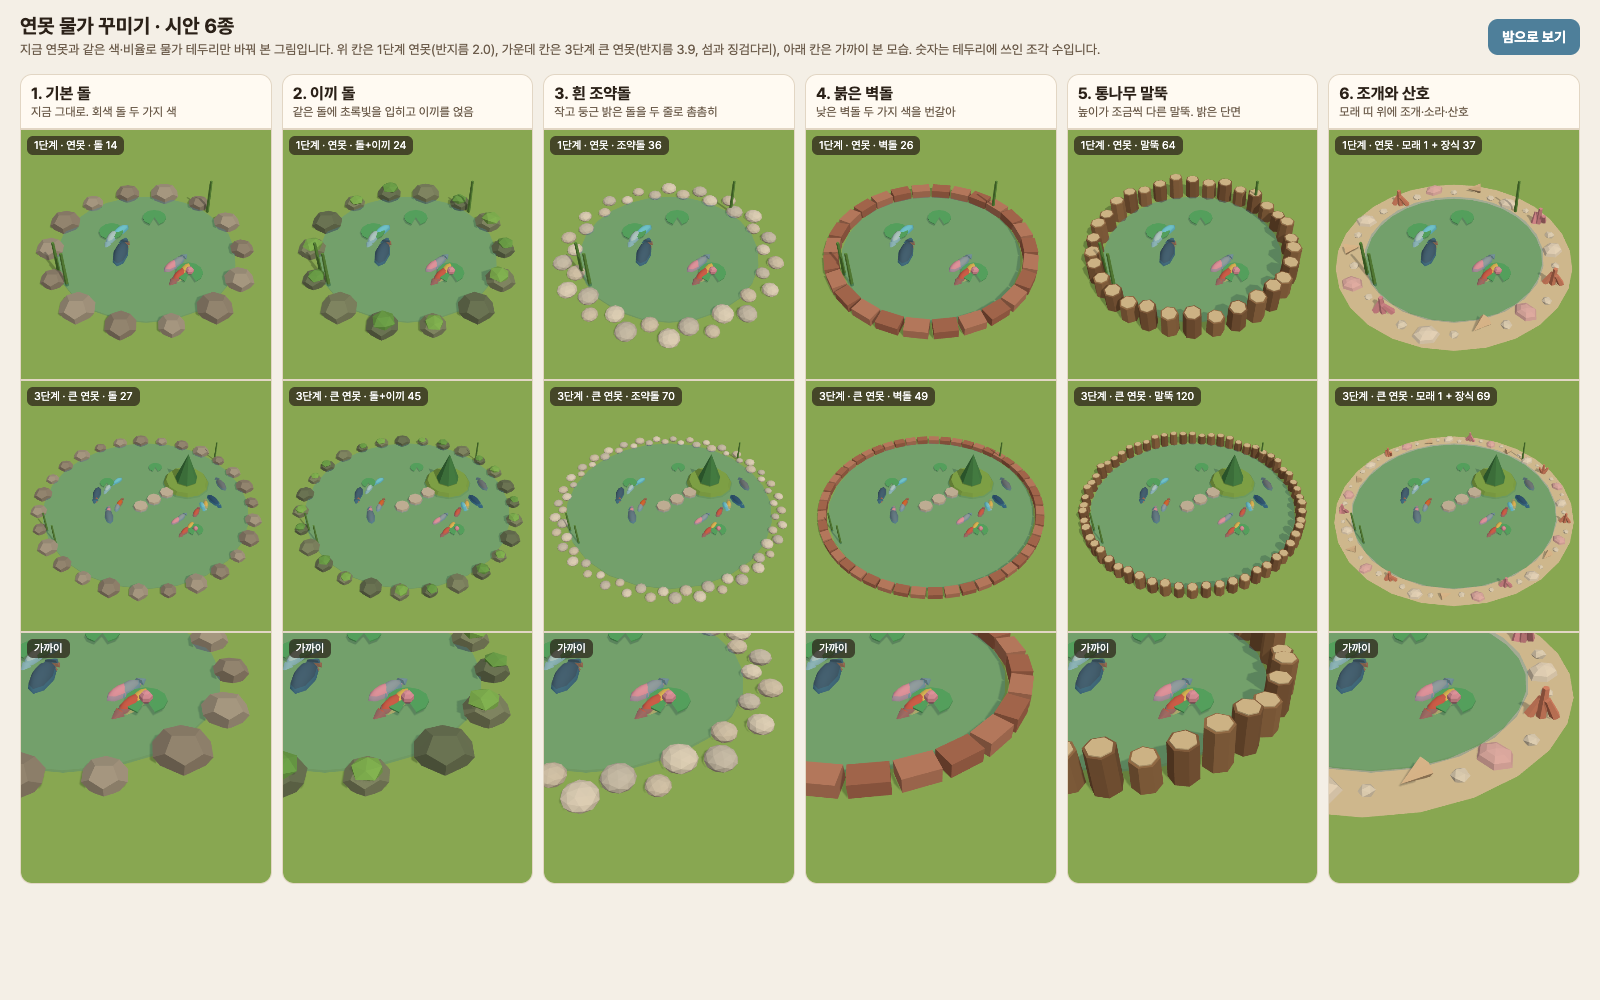 연못 물가 꾸미기 · 시안 6종
지금 연못과 같은 색·비율로 물가 테두리만 바꿔 본 그림입니다. 위 칸은 1단계 연못(반지름 2.0), 가운데 칸은 3단계 큰 연못(반지름 3.9, 섬과 징검다리), 아래 칸은 가까이 본 모습. 숫자는 테두리에 쓰인 조각 수입니다.
밤으로 보기
1. 기본 돌
지금 그대로. 회색 돌 두 가지 색
1단계 · 연못 · 돌 14
3단계 · 큰 연못 · 돌 27
가까이
2. 이끼 돌
같은 돌에 초록빛을 입히고 이끼를 얹음
1단계 · 연못 · 돌+이끼 24
3단계 · 큰 연못 · 돌+이끼 45
가까이
3. 흰 조약돌
작고 둥근 밝은 돌을 두 줄로 촘촘히
1단계 · 연못 · 조약돌 36
3단계 · 큰 연못 · 조약돌 70
가까이
4. 붉은 벽돌
낮은 벽돌 두 가지 색을 번갈아
1단계 · 연못 · 벽돌 26
3단계 · 큰 연못 · 벽돌 49
가까이
5. 통나무 말뚝
높이가 조금씩 다른 말뚝. 밝은 단면
1단계 · 연못 · 말뚝 64
3단계 · 큰 연못 · 말뚝 120
가까이
6. 조개와 산호
모래 띠 위에 조개·소라·산호
1단계 · 연못 · 모래 1 + 장식 37
3단계 · 큰 연못 · 모래 1 + 장식 69
가까이